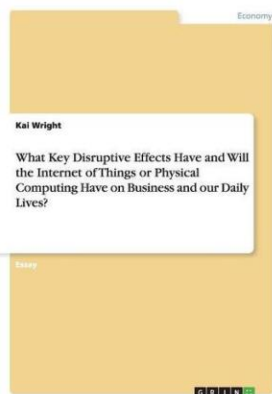 Economy
Kai Wright
What Key Disruptive Effects Have and Will
the Internet of Things or Physical
Computing Have on Business and our Daily
Lives?
Essay
GRIN